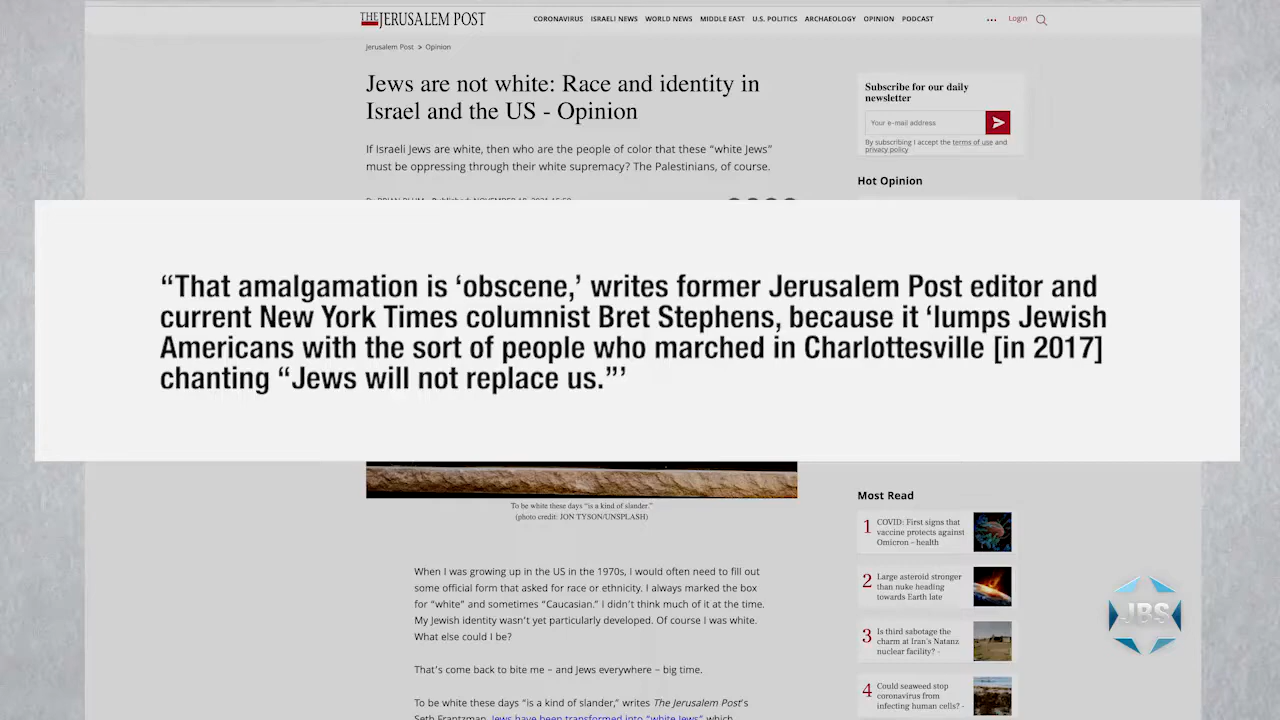 THE JERUSALEM POST
CORONAVIRUS ISRAELI NEWS WORLD NEWS MIDDLE EAST U.S. POLITICS ARCHAEOLOGY OPINION PODCAST
... Login
Jerusalem Post > Opinion
Jews are not white: Race and identity in
Israel and the US - Opinion
If Israeli Jews are white, then who are the people of color that these “white Jews”
must be oppressing through their white supremacy? The Palestinians, of course.
Subscribe for our daily
newsletter
Your e-mail address
By subscribing I accept the terms of use and
privacy policy
Hot Opinion
“That amalgamation is ‘obscene,’ writes former Jerusalem Post editor and
current New York Times columnist Bret Stephens, because it ‘lumps Jewish
Americans with the sort of people who marched in Charlottesville [in 2017]
chanting “Jews will not replace us.”’
To be white these days “is a kind of slander.”
(photo credit: JON TYSON/UNSPLASH)
When I was growing up in the US in the 1970s, I would often need to fill out
some official form that asked for race or ethnicity. I always marked the box
for “white” and sometimes “Caucasian.” I didn’t think much of it at the time.
My Jewish identity wasn’t yet particularly developed. Of course I was white.
What else could I be?
That’s come back to bite me – and Jews everywhere – big time.
To be white these days “is a kind of slander,” writes The Jerusalem Post’s
Seth Frantzman. Jews have been transformed into “white Jews” which
Most Read
1 COVID: First signs that
vaccine protects against
Omicron - health
2 Large asteroid stronger
than nuke heading
towards Earth late
3 Is third sabotage the
charm at Iran's Natanz
nuclear facility? -
4 Could seaweed stop
coronavirus from
infecting human cells? -
JBS